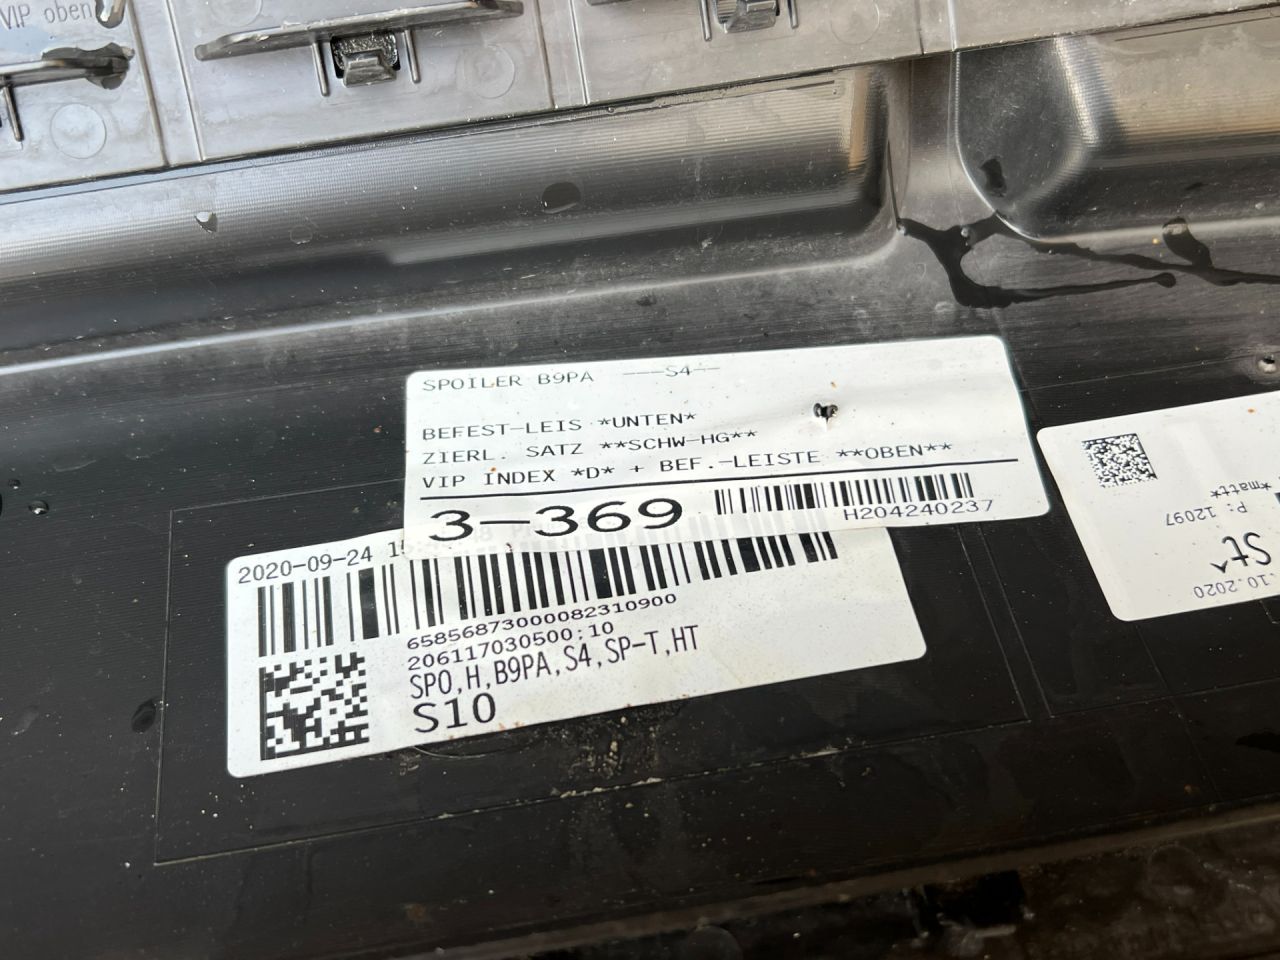 VIP oben
SPOILER B9PA ---S4--
BEFEST-LEIS *UNTEN*
ZIERL. SATZ **SCHW-HG**
VIP INDEX *D* + BEF.-LEISTE **OBEN**
3-369
H204240237
2020-09-24
65856873000082310900
206117030500:10
SPO,H,B9PA,S4,SP-T,HT
S10
*matt*
P: 12097
St
.10.2020